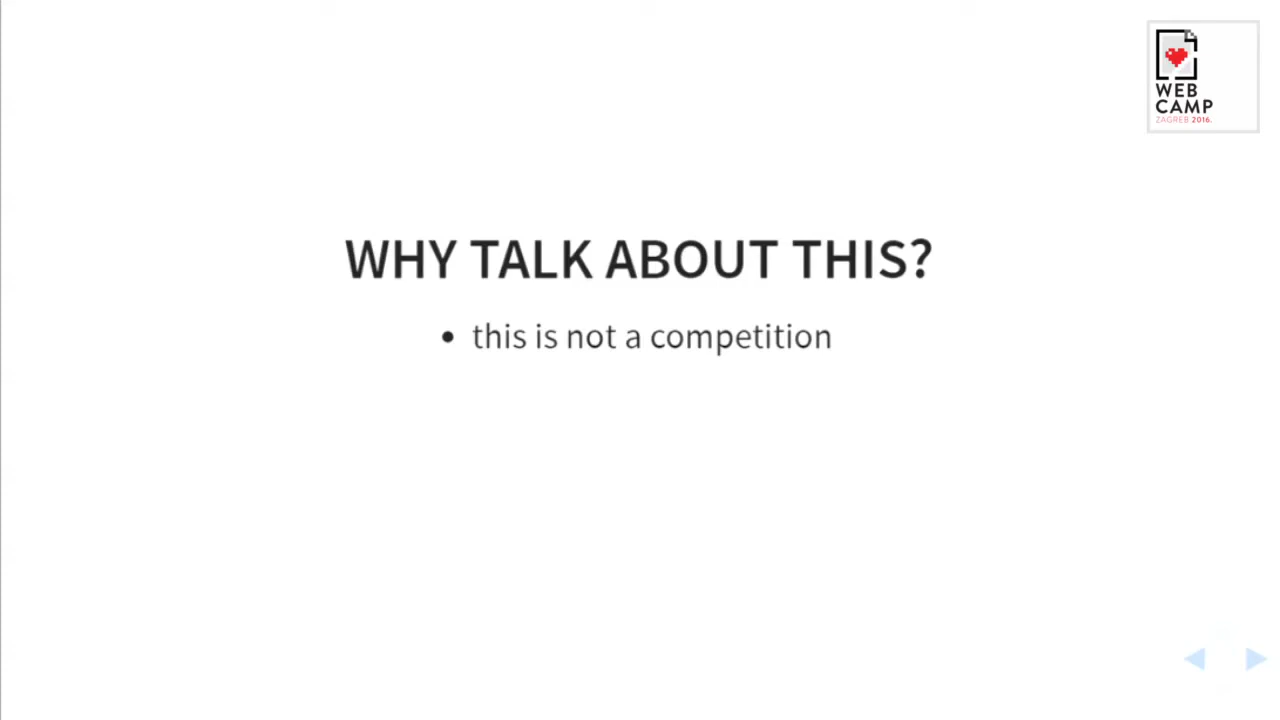 WEB
CAMP
ZAGREB 2016.
WHY TALK ABOUT THIS?
• this is not a competition